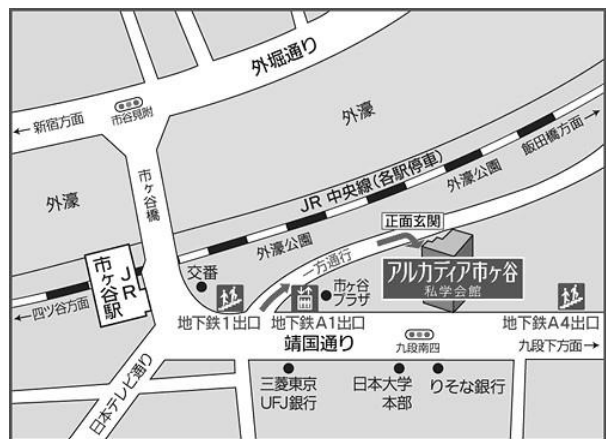 外堀通り
←新宿方面
市谷見附
外濠
飯田橋方面→
市ヶ谷橋
JR 中央線(各駅停車)
外濠公園
外濠
正面玄関
外濠公園
一方通行
JR
市ヶ谷駅
交番
アルカディア市ヶ谷
私学会館
市ヶ谷
プラザ
←四ツ谷方面
地下鉄1出口
地下鉄A1出口
地下鉄A4出口
靖国通り
九段南四
九段下方面→
日本テレビ通り
三菱東京
UFJ銀行
日本大学
本部
りそな銀行